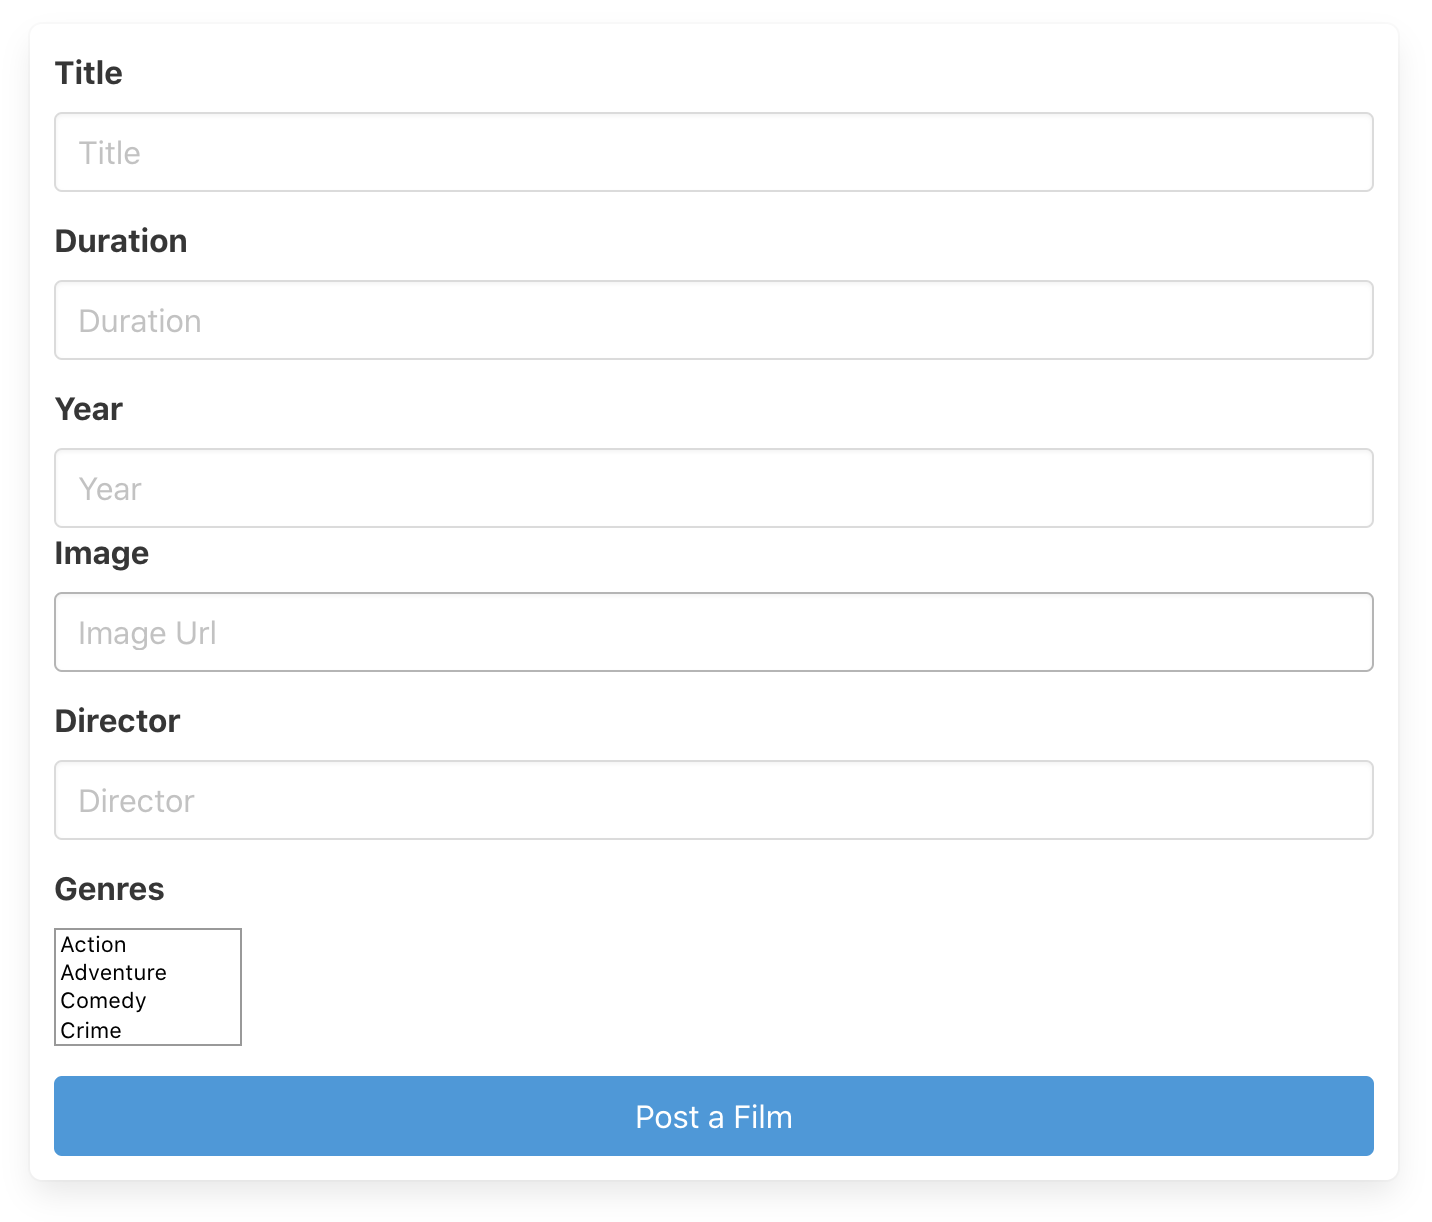 Title
Title
Duration
Duration
Year
Year
Image
Image Url
Director
Director
Genres
Action
Adventure
Comedy
Crime
Post a Film